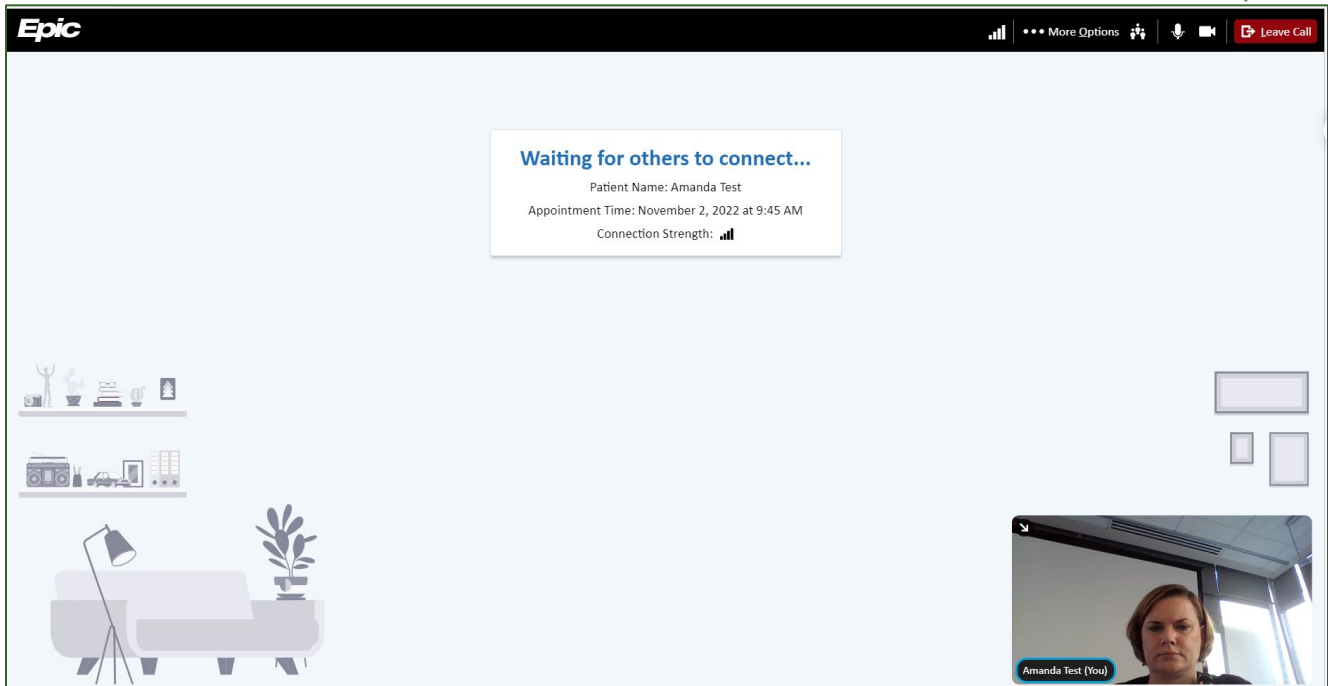 Epic
••• More Options
Leave Call
Waiting for others to connect...
Patient Name: Amanda Test
Appointment Time: November 2, 2022 at 9:45 AM
Connection Strength:
Amanda Test (You)